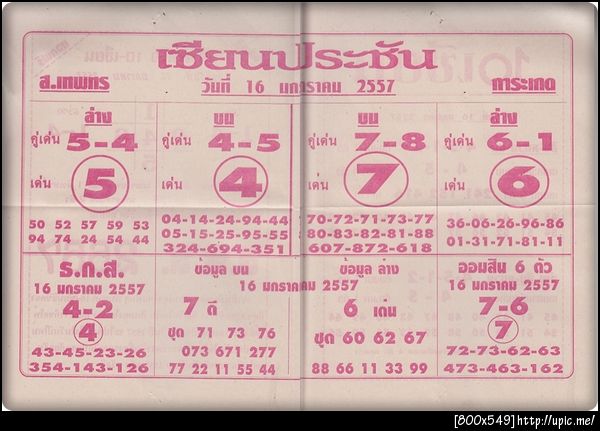 เซียนประชัน
ส.เทพทร
วันที่ 16 มกราคม 2557
การะเกด
ล่าง
คู่เด่น 5-4
เด่น 5
50 52 57 59 53
94 74 24 54 44
บน
คู่เด่น 4-5
เด่น 4
04-14-24-94-44
05-15-25-95-55
324-694-351
บน
คู่เด่น 7-8
เด่น 7
70-72-71-73-77
80-83-82-81-88
607-872-618
ล่าง
คู่เด่น 6-1
เด่น 6
36-06-26-96-86
01-31-71-81-11
ธ.ก.ส.
16 มกราคม 2557
4-2
4
43-45-23-26
354-143-126
ข้อมูล บน
ข้อมูล ล่าง
16 มกราคม 2557
7 ดี
ชุด 71 73 76
073 671 277
77 22 11 55 44
6 เด่น
ชุด 60 62 67
88 66 11 33 99
ออมสิน 6 ตัว
16 มกราคม 2557
7-6
7
72-73-62-63
473-463-162
[800x549]http://upic.me/